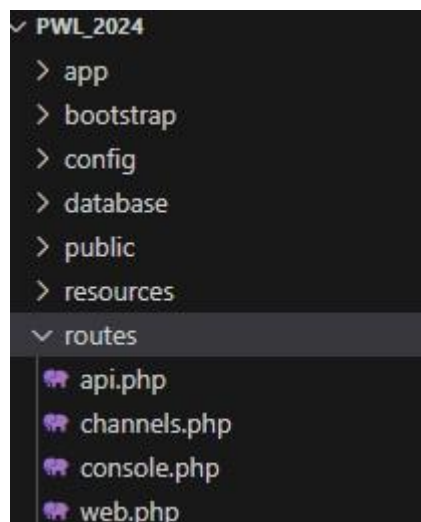 PWL_2024
app
bootstrap
config
database
public
resources
routes
api.php
channels.php
console.php
web.php